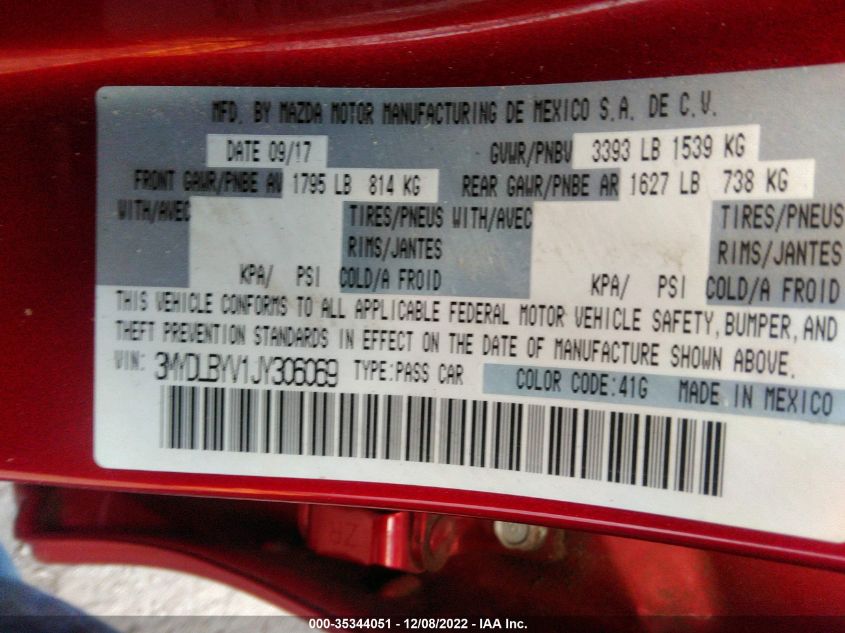 MFD. BY MAZDA MOTOR MANUFACTURING DE MEXICO S.A. DE C.V.
DATE 09/17 GVWR/PNBV 3393 LB 1539 KG
FRONT GAWR/PNBE AV 1795 LB 814 KG REAR GAWR/PNBE AR 1627 LB 738 KG
WITH/AVEC TIRES/PNEUS WITH/AVEC TIRES/PNEUS
RIMS/JANTES RIMS/JANTES
KPA/ PSI COLD/A FROID KPA/ PSI COLD/A FROID
THIS VEHICLE CONFORMS TO ALL APPLICABLE FEDERAL MOTOR VEHICLE SAFETY, BUMPER, AND
THEFT PREVENTION STANDARDS IN EFFECT ON THE DATE OF MANUFACTURE SHOWN ABOVE.
VIN: 3MYDLBYV1JY306069 TYPE:PASS CAR COLOR CODE:41G MADE IN MEXICO
000-35344051 - 12/08/2022 - IAA Inc.